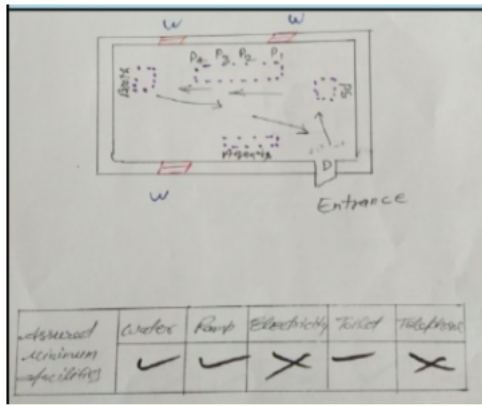 W
W
P4 P3 P2 P1
Agents
D
W
Entrance
Assured
Minimum
facilities
Water
Ramp
Electricity
Toilet
Telephone